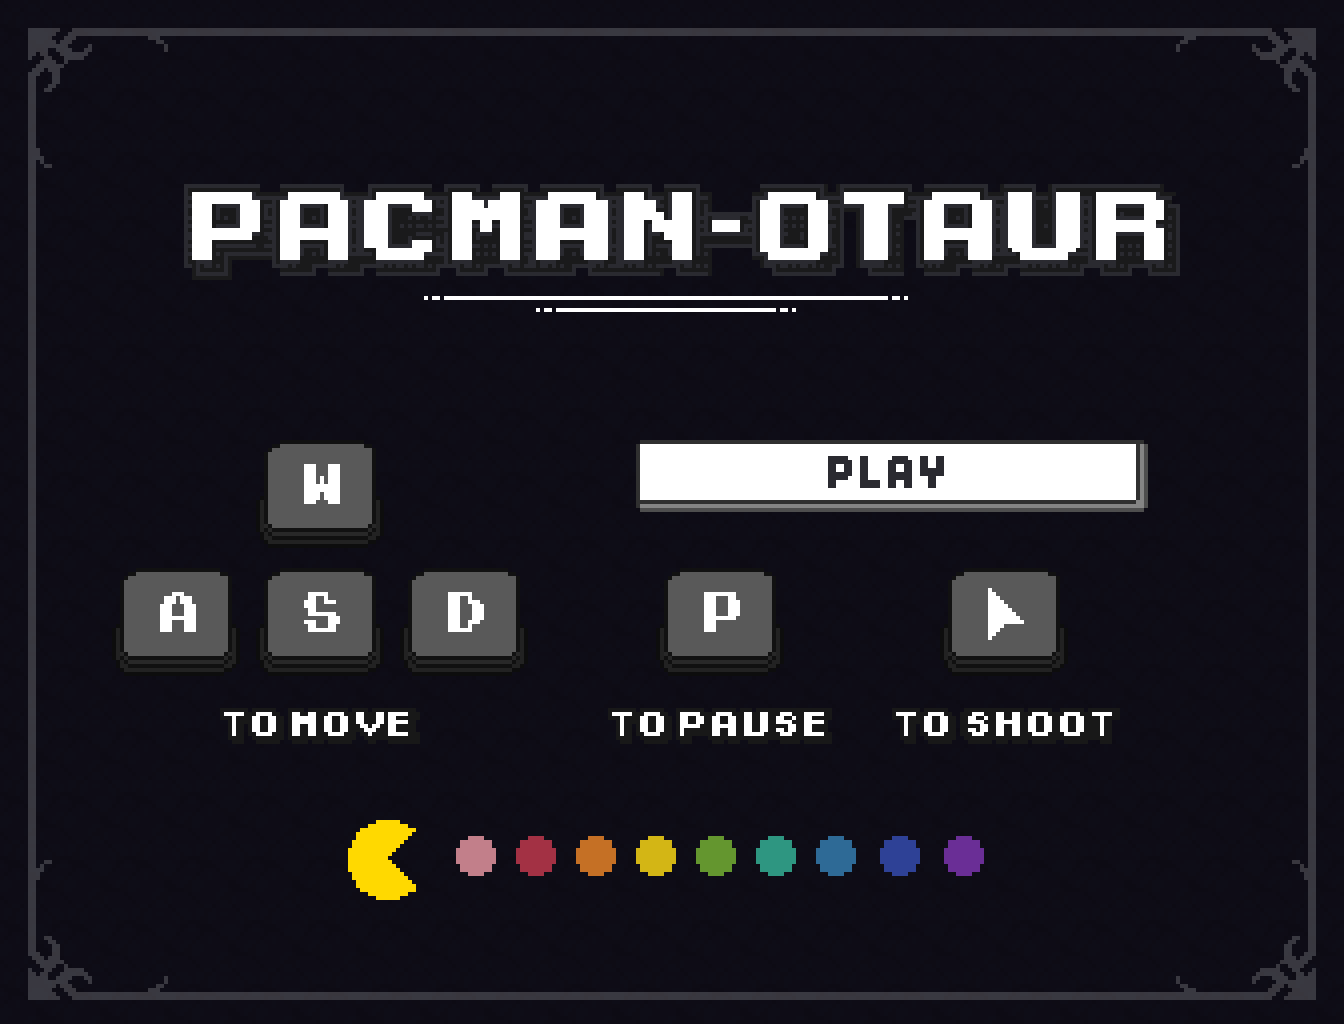 PACMAN-OTAUR
W
PLAY
A S D
P
TO MOVE
TO PAUSE
TO SHOOT